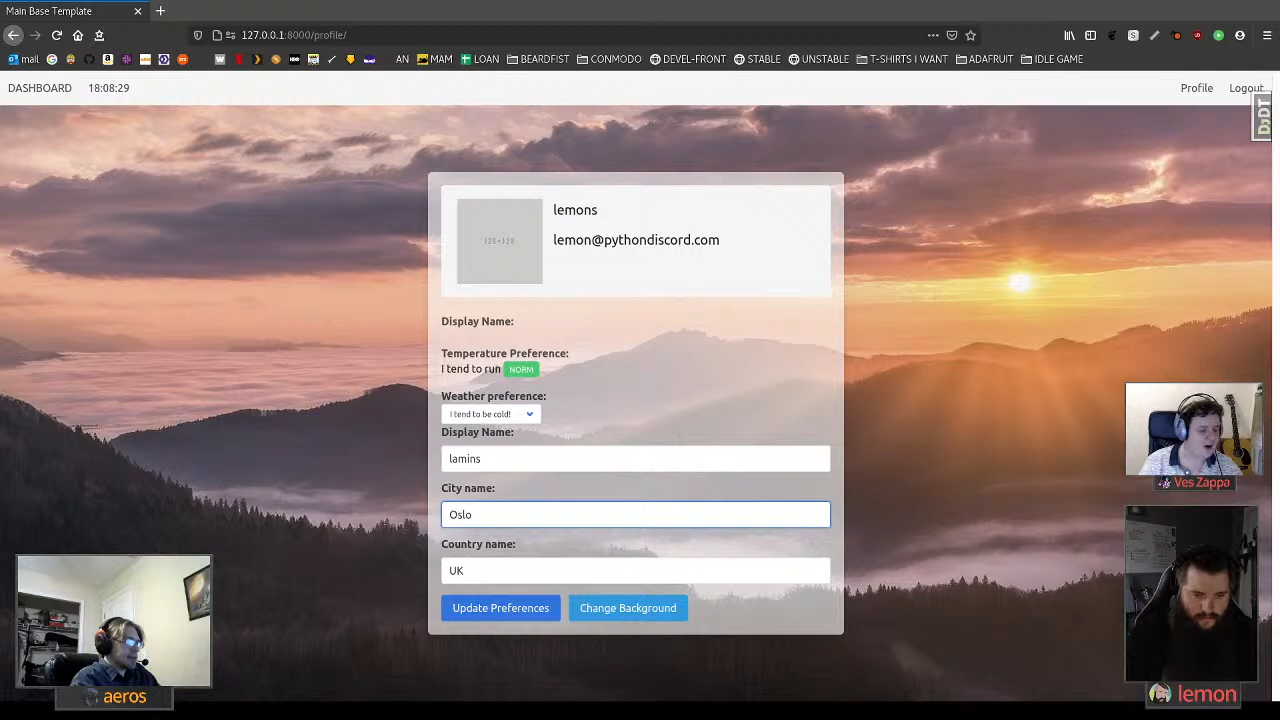 Main Base Template
127.0.0.1:8000/profile/
mail
AN
MAM
LOAN
BEARDFIST
CONMODO
DEVEL-FRONT
STABLE
UNSTABLE
T-SHIRTS I WANT
ADAFRUIT
IDLE GAME
DASHBOARD 18:08:29
Profile Logout
DjDT
lemons
128×128
lemon@pythondiscord.com
Display Name:
Temperature Preference:
I tend to run NORM
Weather preference:
I tend to be cold!
Display Name:
lamins
City name:
Oslo
Country name:
UK
Update Preferences Change Background
Ves Zappa
aeros
lemon